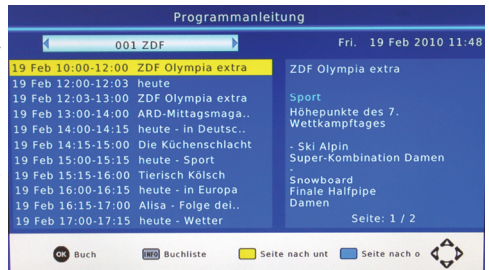 Programmanleitung
001 ZDF
Fri. 19 Feb 2010 11:48
19 Feb 10:00-12:00 ZDF Olympia extra
19 Feb 12:00-12:03 heute
19 Feb 12:03-13:00 ZDF Olympia extra
19 Feb 13:00-14:00 ARD-Mittagsmaga..
19 Feb 14:00-14:15 heute - in Deutsc..
19 Feb 14:15-15:00 Die Küchenschlacht
19 Feb 15:00-15:15 heute - Sport
19 Feb 15:15-16:00 Tierisch Kölsch
19 Feb 16:00-16:15 heute - in Europa
19 Feb 16:15-17:00 Alisa - Folge dei..
19 Feb 17:00-17:15 heute - Wetter
ZDF Olympia extra
Sport
Höhepunkte des 7.
Wettkampftages
- Ski Alpin
Super-Kombination Damen
-
Snowboard
Finale Halfpipe
Damen
Seite: 1 / 2
OK Buch
INFO Buchliste
Seite nach unt
Seite nach o